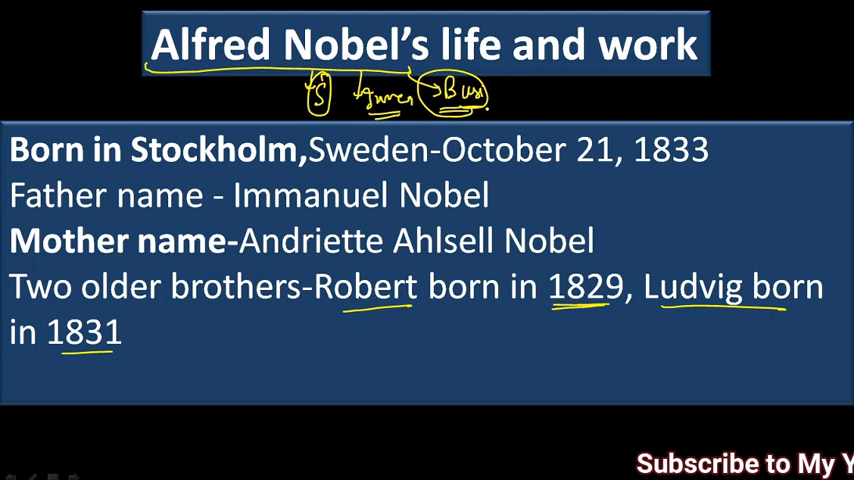 Alfred Nobel's life and work
S
Born in Stockholm,Sweden-October 21, 1833
Father name - Immanuel Nobel
Mother name-Andriette Ahlsell Nobel
Two older brothers-Robert born in 1829, Ludvig born
in 1831
Subscribe to My Y